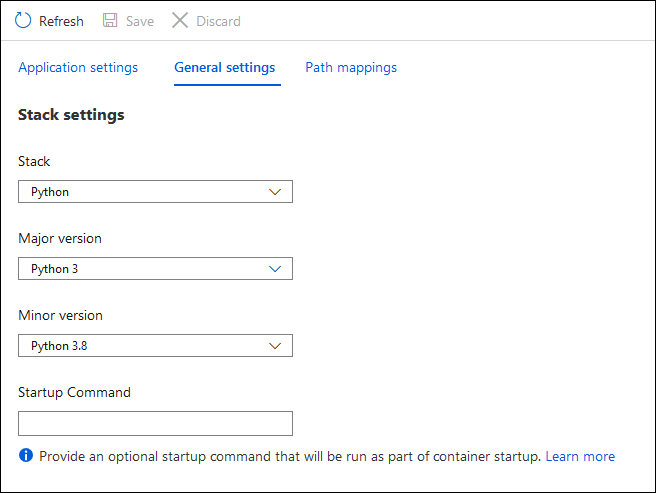 Refresh Save Discard
Application settings General settings Path mappings
Stack settings
Stack
Python
Major version
Python 3
Minor version
Python 3.8
Startup Command
Provide an optional startup command that will be run as part of container startup. Learn more